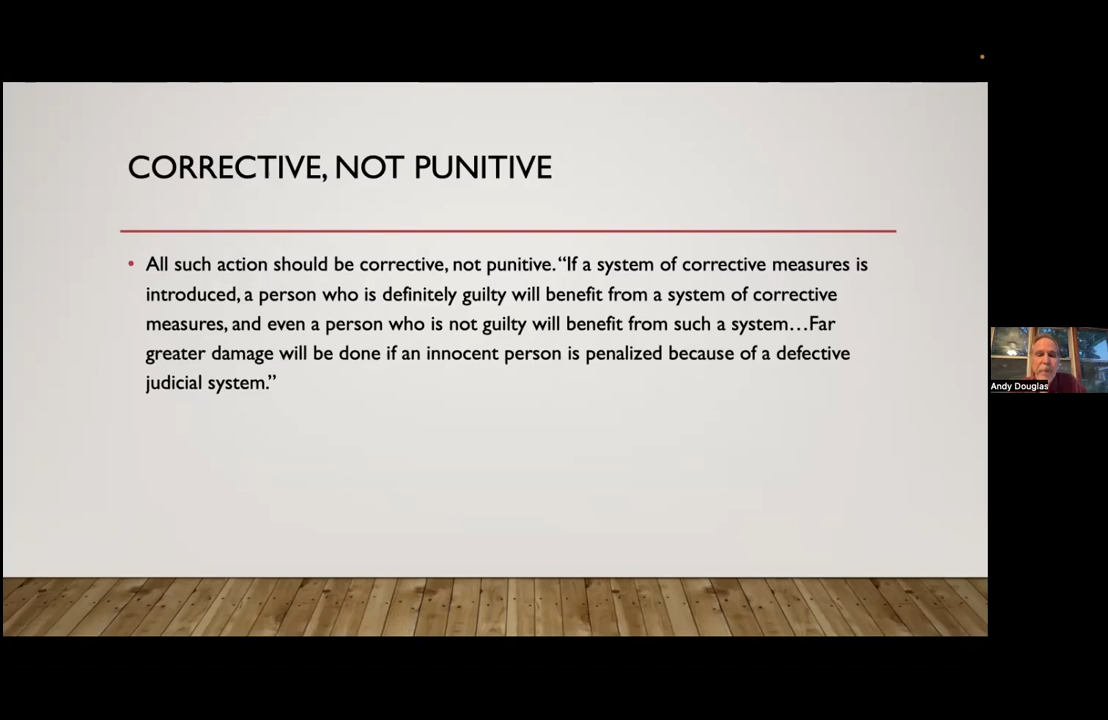 CORRECTIVE, NOT PUNITIVE
• All such action should be corrective, not punitive. “If a system of corrective measures is
introduced, a person who is definitely guilty will benefit from a system of corrective
measures, and even a person who is not guilty will benefit from such a system…Far
greater damage will be done if an innocent person is penalized because of a defective
judicial system.”
Andy Douglas